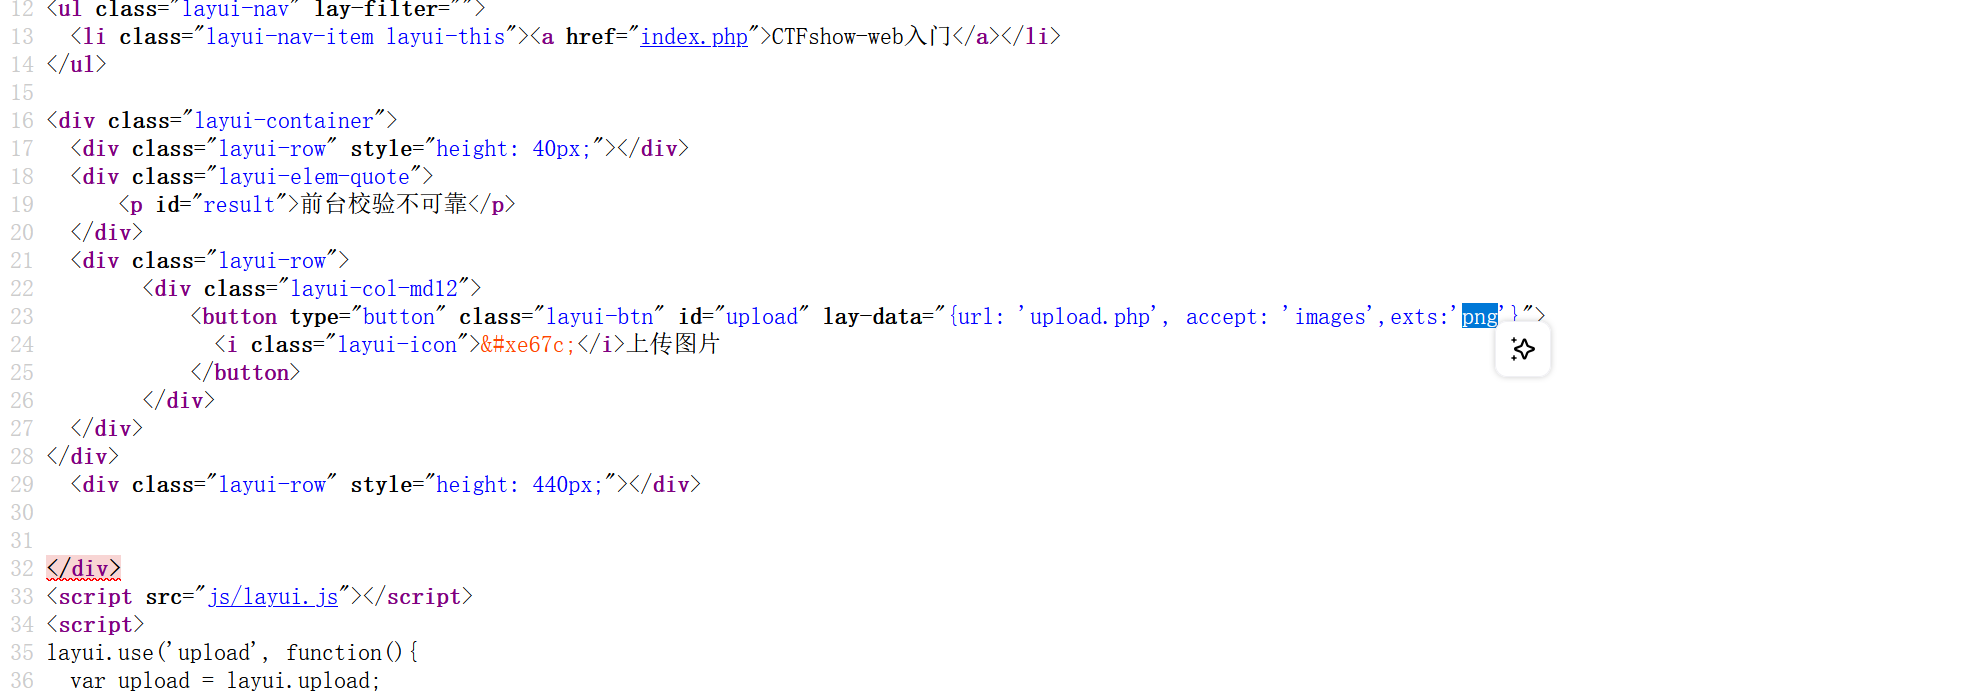 12 <ul class="layui-nav" lay-filter="">
13   <li class="layui-nav-item layui-this"><a href="index.php">CTFshow-web入门</a></li>
14 </ul>
15
16 <div class="layui-container">
17   <div class="layui-row" style="height: 40px;"></div>
18   <div class="layui-elem-quote">
19       <p id="result">前台校验不可靠</p>
20   </div>
21   <div class="layui-row">
22         <div class="layui-col-md12">
23             <button type="button" class="layui-btn" id="upload" lay-data="{url: 'upload.php', accept: 'images',exts:'png'}">
24               <i class="layui-icon">&#xe67c;</i>上传图片
25             </button>
26         </div>
27   </div>
28 </div>
29   <div class="layui-row" style="height: 440px;"></div>
30
31
32 </div>
33 <script src="js/layui.js"></script>
34 <script>
35 layui.use('upload', function(){
36   var upload = layui.upload;